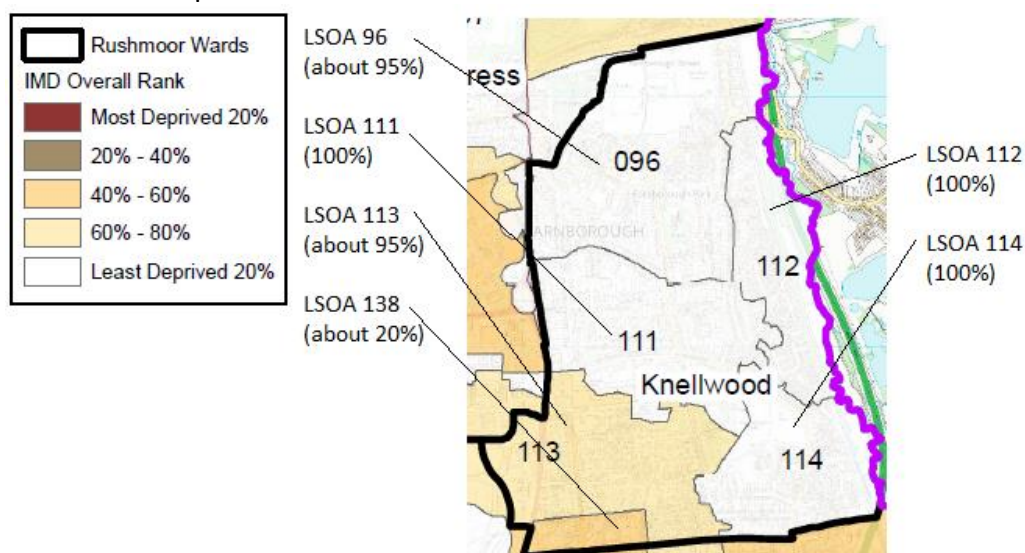 Rushmoor Wards
IMD Overall Rank
Most Deprived 20%
20% - 40%
40% - 60%
60% - 80%
Least Deprived 20%
LSOA 96
(about 95%)
LSOA 111
(100%)
LSOA 113
(about 95%)
LSOA 138
(about 20%)
ress
096
ARNBOROUGH
112
111
Knellwood
113
114
LSOA 112
(100%)
LSOA 114
(100%)